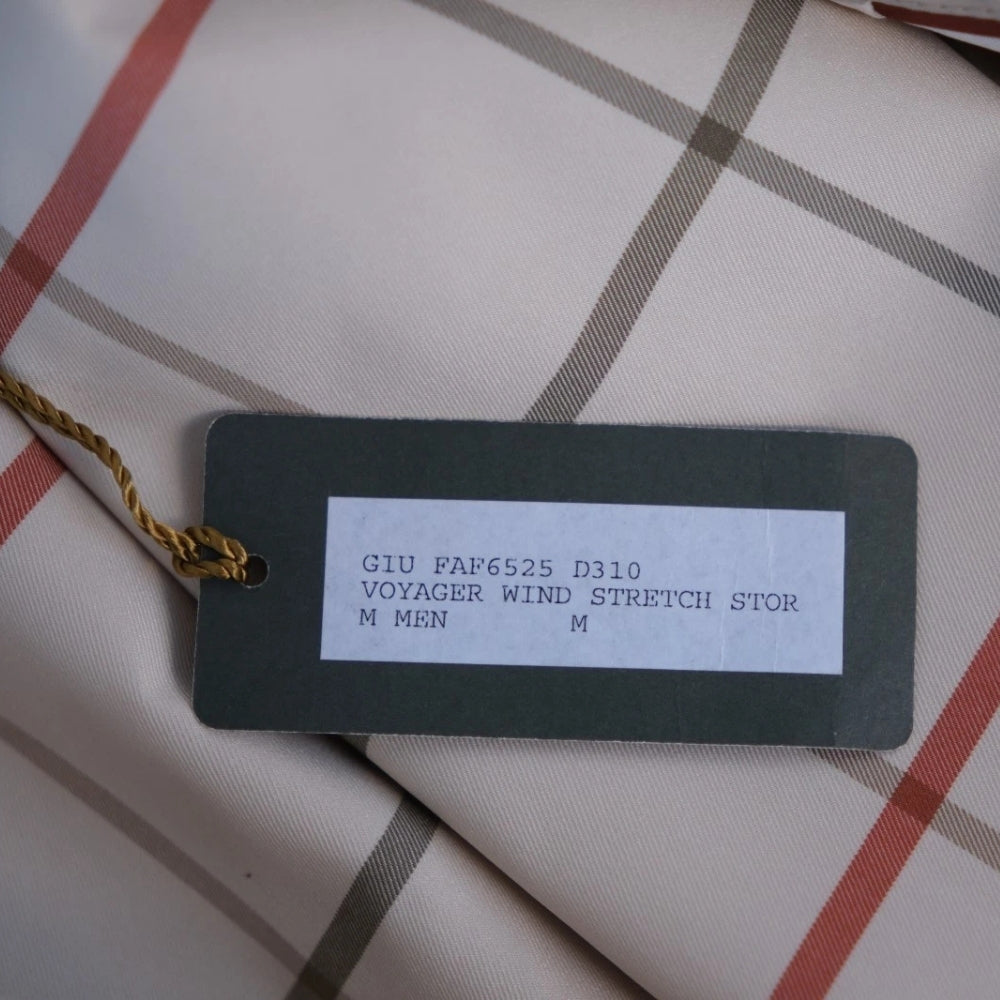 GIU FAF6525 D310
VOYAGER WIND STRETCH STOR
M MEN M